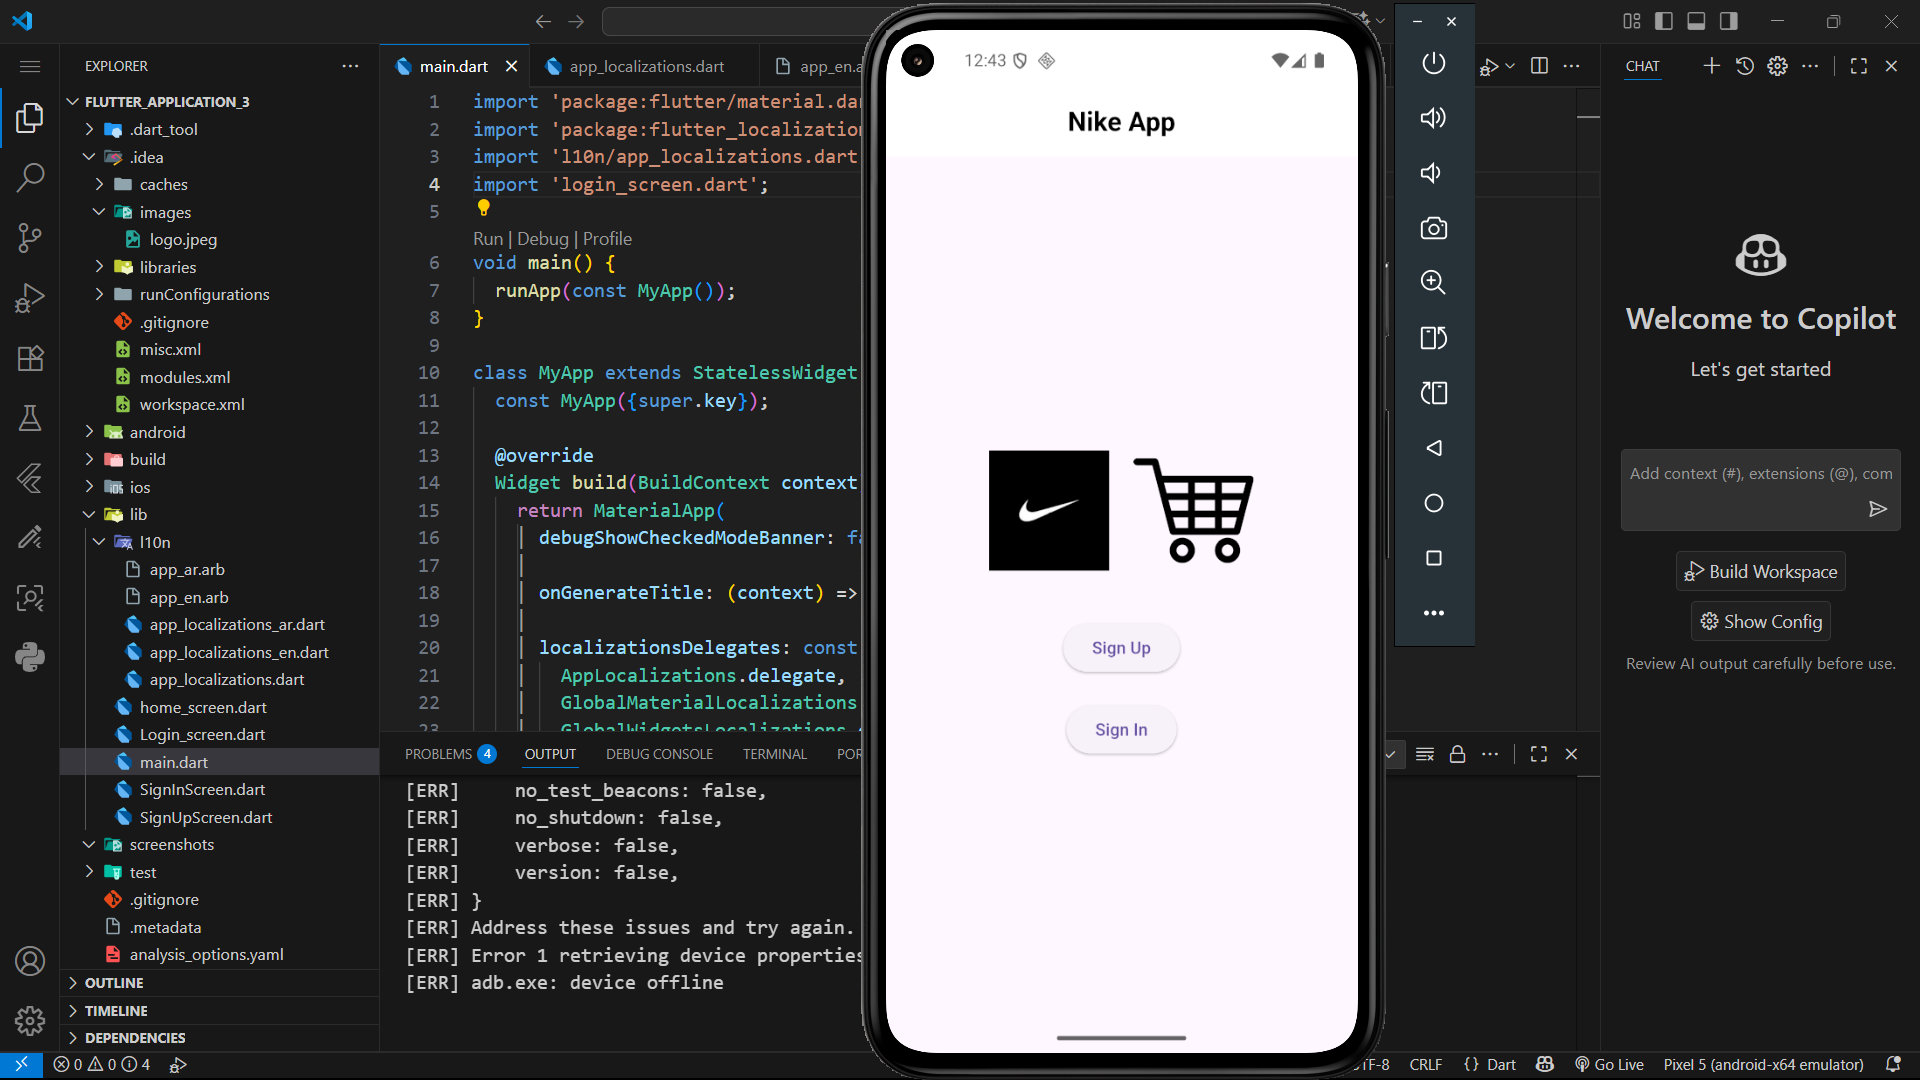 EXPLORER
FLUTTER_APPLICATION_3
.dart_tool
.idea
caches
images
logo.jpeg
libraries
runConfigurations
.gitignore
misc.xml
modules.xml
workspace.xml
android
build
ios
lib
l10n
app_ar.arb
app_en.arb
app_localizations_ar.dart
app_localizations_en.dart
app_localizations.dart
home_screen.dart
Login_screen.dart
main.dart
SignInScreen.dart
SignUpScreen.dart
screenshots
test
.gitignore
.metadata
analysis_options.yaml
OUTLINE
TIMELINE
DEPENDENCIES
main.dart
app_localizations.dart
app_en.a
1 import 'package:flutter/material.dar
2 import 'package:flutter_localization
3 import 'l10n/app_localizations.dart
4 import 'login_screen.dart';
5
Run | Debug | Profile
6 void main() {
7 runApp(const MyApp());
8 }
9
10 class MyApp extends StatelessWidget
11 const MyApp({super.key});
12
13 @override
14 Widget build(BuildContext context
15 return MaterialApp(
16 debugShowCheckedModeBanner: fa
17
18 onGenerateTitle: (context) =>
19
20 localizationsDelegates: const
21 AppLocalizations.delegate,
22 GlobalMaterialLocalizations
23 GlobalWidgetsLocalizations.
PROBLEMS 4
OUTPUT
DEBUG CONSOLE
TERMINAL
POR
[ERR] no_test_beacons: false,
[ERR] no_shutdown: false,
[ERR] verbose: false,
[ERR] version: false,
[ERR] }
[ERR] Address these issues and try again.
[ERR] Error 1 retrieving device properties
[ERR] adb.exe: device offline
12:43
Nike App
Sign Up
Sign In
CHAT
Welcome to Copilot
Let's get started
Add context (#), extensions (@), com
Build Workspace
Show Config
Review AI output carefully before use.
0 0 4
TF-8
CRLF
{} Dart
Go Live
Pixel 5 (android-x64 emulator)